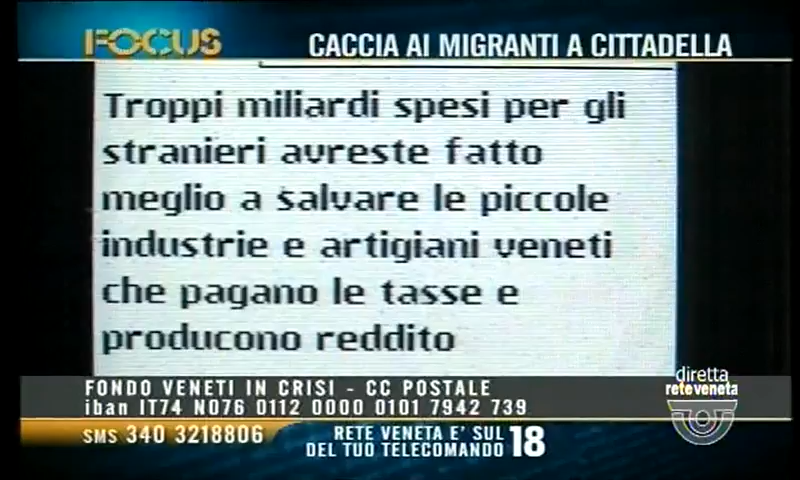 FOCUS
CACCIA AI MIGRANTI A CITTADELLA
Troppi miliardi spesi per gli
stranieri avreste fatto
meglio a salvare le piccole
industrie e artigiani veneti
che pagano le tasse e
producono reddito
FONDO VENETI IN CRISI - CC POSTALE
iban IT74 N076 0112 0000 0101 7942 739
diretta
reteveneta
SMS 340 3218806
RETE VENETA E' SUL 18
DEL TUO TELECOMANDO